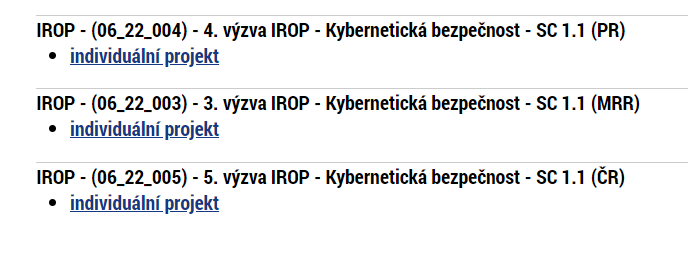 IROP - (06_22_004) - 4. výzva IROP - Kybernetická bezpečnost - SC 1.1 (PR)
• individuální projekt
IROP - (06_22_003) - 3. výzva IROP - Kybernetická bezpečnost - SC 1.1 (MRR)
• individuální projekt
IROP - (06_22_005) - 5. výzva IROP - Kybernetická bezpečnost - SC 1.1 (ČR)
• individuální projekt